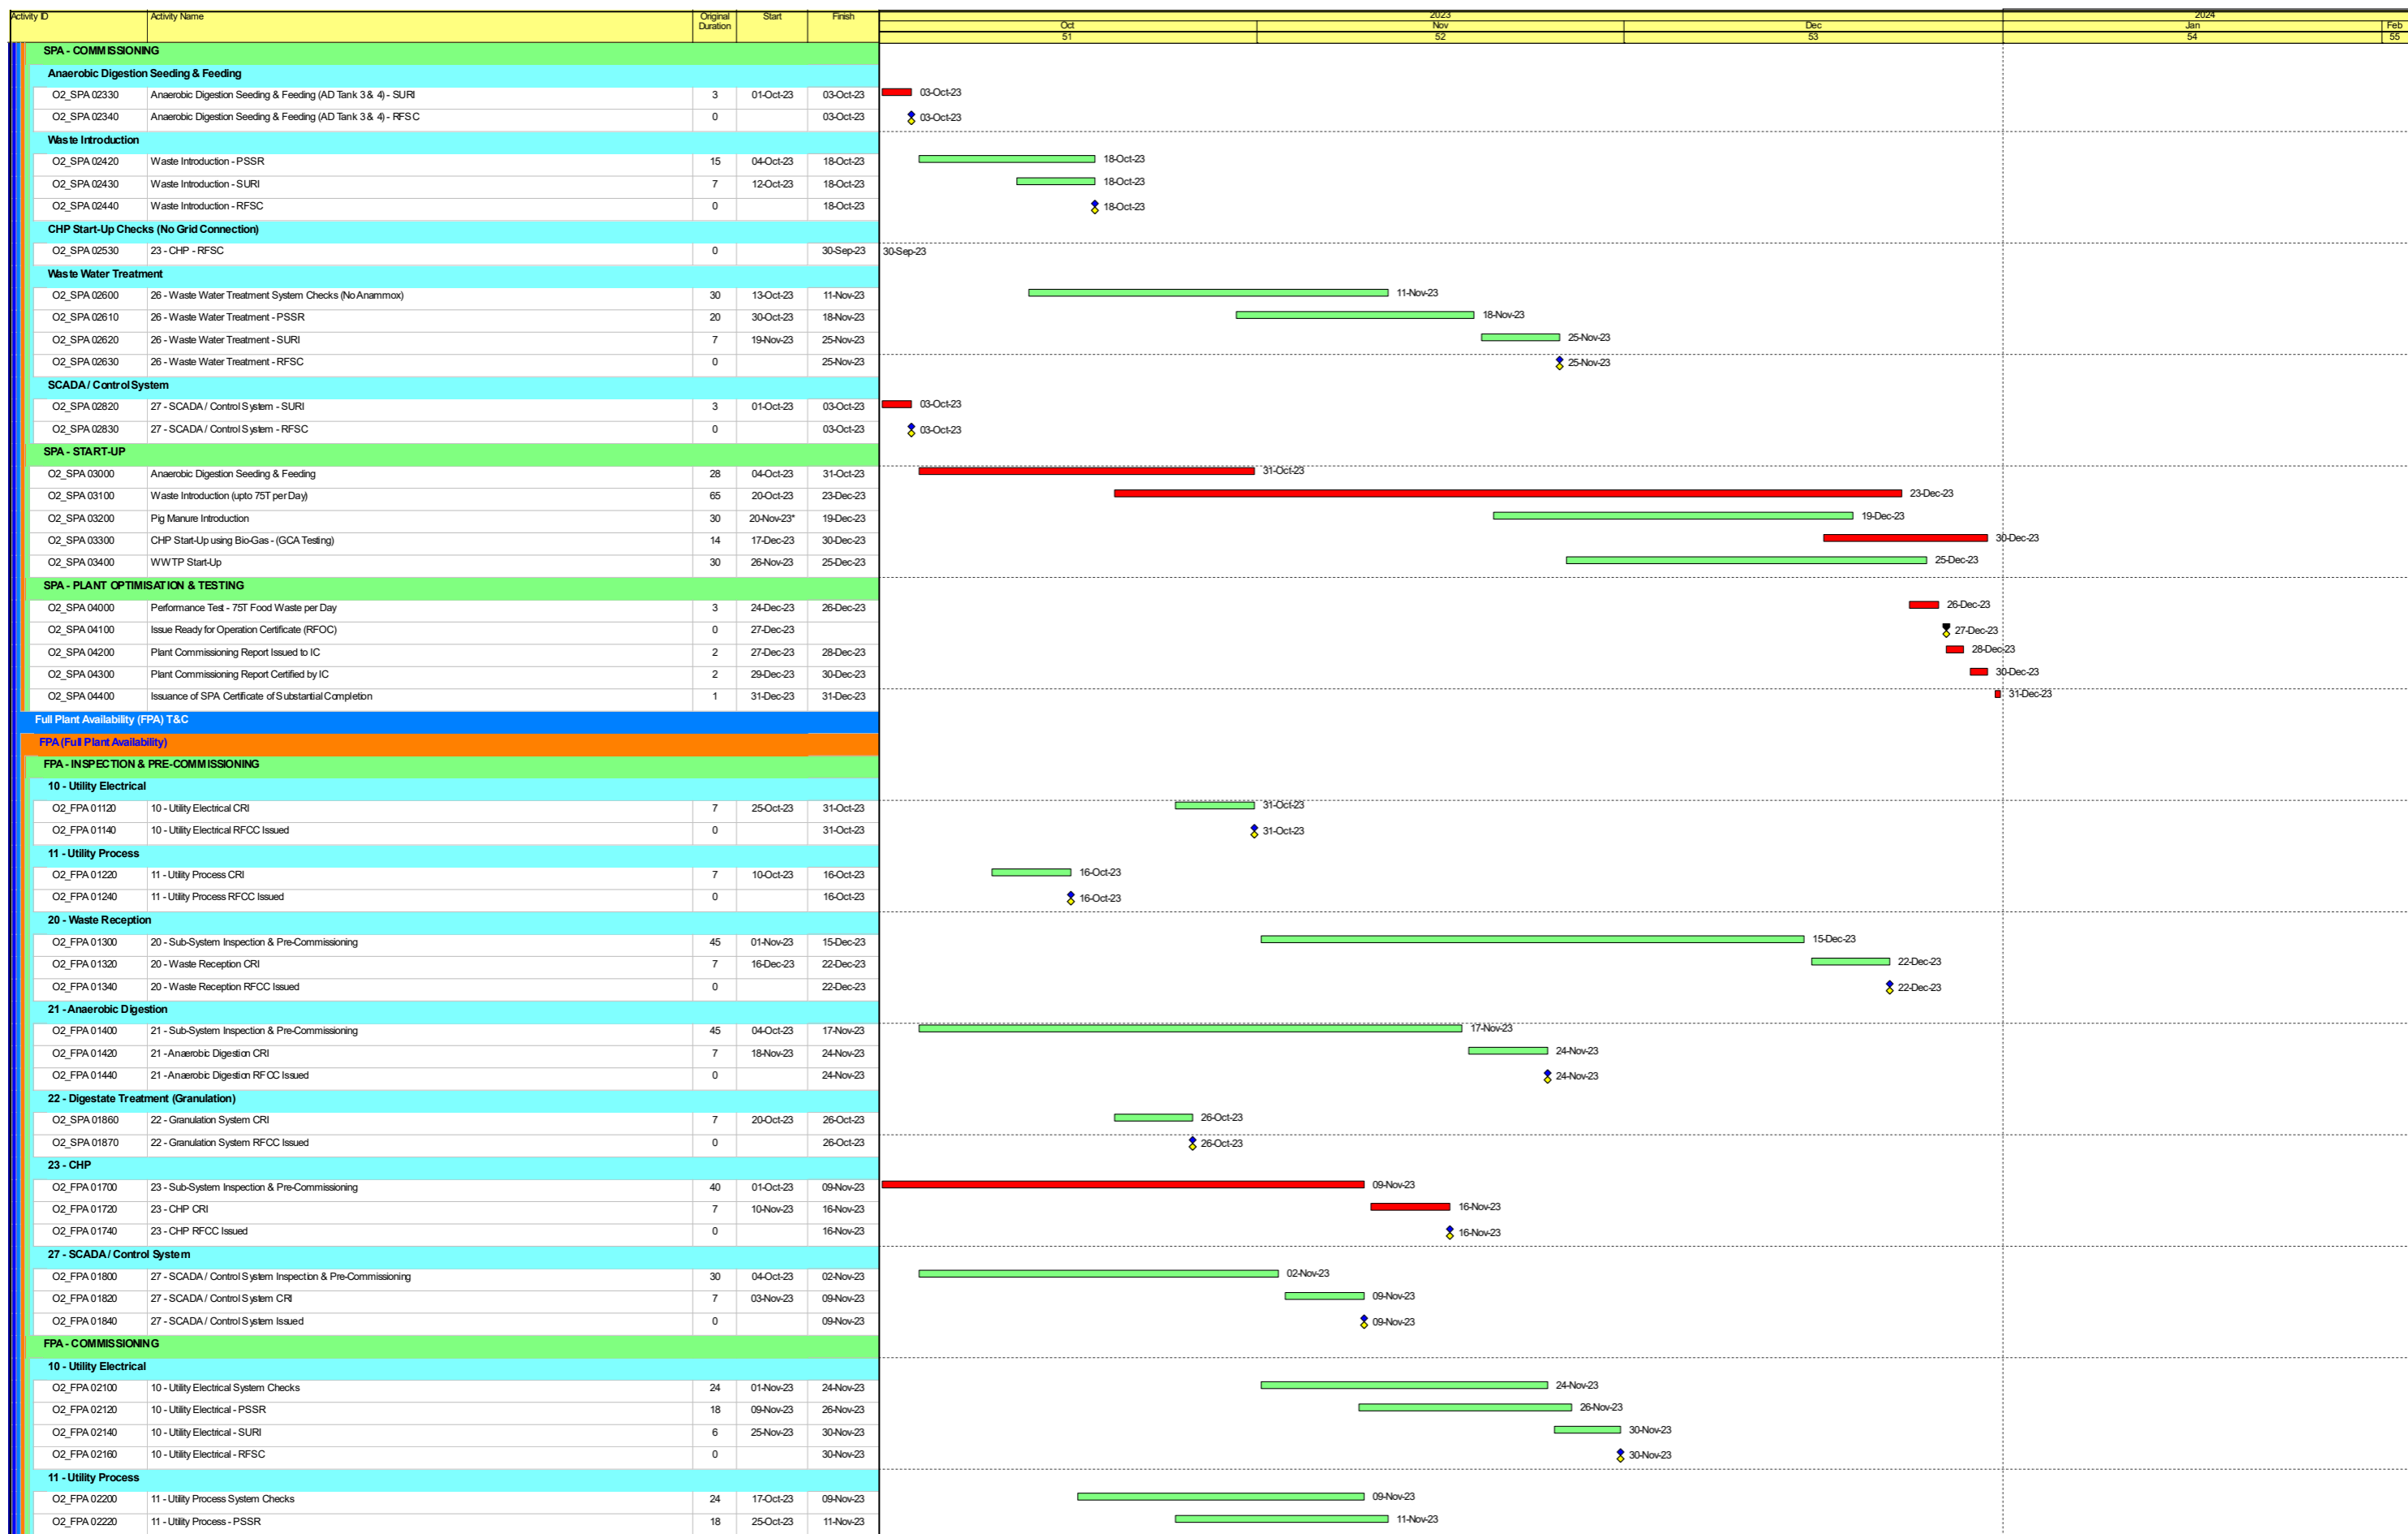 Activity ID Activity Name Original Duration Start Finish 2023 2024
Oct Nov Dec Jan Feb
51 52 53 54 55
SPA - COMMISSIONING
Anaerobic Digestion Seeding & Feeding
O2_SPA 02330 Anaerobic Digestion Seeding & Feeding (AD Tank 3 & 4) - SURI 3 01-Oct-23 03-Oct-23 03-Oct-23
O2_SPA 02340 Anaerobic Digestion Seeding & Feeding (AD Tank 3 & 4) - RFSC 0 03-Oct-23 03-Oct-23
Waste Introduction
O2_SPA 02420 Waste Introduction - PSSR 15 04-Oct-23 18-Oct-23 18-Oct-23
O2_SPA 02430 Waste Introduction - SURI 7 12-Oct-23 18-Oct-23 18-Oct-23
O2_SPA 02440 Waste Introduction - RFSC 0 18-Oct-23 18-Oct-23
CHP Start-Up Checks (No Grid Connection)
O2_SPA 02530 23 - CHP - RFSC 0 30-Sep-23 30-Sep-23
Waste Water Treatment
O2_SPA 02600 26 - Waste Water Treatment System Checks (No Anammox) 30 13-Oct-23 11-Nov-23 11-Nov-23
O2_SPA 02610 26 - Waste Water Treatment - PSSR 20 30-Oct-23 18-Nov-23 18-Nov-23
O2_SPA 02620 26 - Waste Water Treatment - SURI 7 19-Nov-23 25-Nov-23 25-Nov-23
O2_SPA 02630 26 - Waste Water Treatment - RFSC 0 25-Nov-23 25-Nov-23
SCADA / Control System
O2_SPA 02820 27 - SCADA / Control System - SURI 3 01-Oct-23 03-Oct-23 03-Oct-23
O2_SPA 02830 27 - SCADA / Control System - RFSC 0 03-Oct-23 03-Oct-23
SPA - START-UP
O2_SPA 03000 Anaerobic Digestion Seeding & Feeding 28 04-Oct-23 31-Oct-23 31-Oct-23
O2_SPA 03100 Waste Introduction (upto 75T per Day) 65 20-Oct-23 23-Dec-23 23-Dec-23
O2_SPA 03200 Pig Manure Introduction 30 20-Nov-23* 19-Dec-23 19-Dec-23
O2_SPA 03300 CHP Start-Up using Bio-Gas - (GCA Testing) 14 17-Dec-23 30-Dec-23 30-Dec-23
O2_SPA 03400 WWTP Start-Up 30 26-Nov-23 25-Dec-23 25-Dec-23
SPA - PLANT OPTIMISATION & TESTING
O2_SPA 04000 Performance Test - 75T Food Waste per Day 3 24-Dec-23 26-Dec-23 26-Dec-23
O2_SPA 04100 Issue Ready for Operation Certificate (RFOC) 0 27-Dec-23 27-Dec-23
O2_SPA 04200 Plant Commissioning Report Issued to IC 2 27-Dec-23 28-Dec-23 28-Dec-23
O2_SPA 04300 Plant Commissioning Report Certified by IC 2 29-Dec-23 30-Dec-23 30-Dec-23
O2_SPA 04400 Issuance of SPA Certificate of Substantial Completion 1 31-Dec-23 31-Dec-23 31-Dec-23
Full Plant Availability (FPA) T&C
FPA (Full Plant Availability)
FPA - INSPECTION & PRE-COMMISSIONING
10 - Utility Electrical
O2_FPA 01120 10 - Utility Electrical CRI 7 25-Oct-23 31-Oct-23 31-Oct-23
O2_FPA 01140 10 - Utility Electrical RFCC Issued 0 31-Oct-23 31-Oct-23
11 - Utility Process
O2_FPA 01220 11 - Utility Process CRI 7 10-Oct-23 16-Oct-23 16-Oct-23
O2_FPA 01240 11 - Utility Process RFCC Issued 0 16-Oct-23 16-Oct-23
20 - Waste Reception
O2_FPA 01300 20 - Sub-System Inspection & Pre-Commissioning 45 01-Nov-23 15-Dec-23 15-Dec-23
O2_FPA 01320 20 - Waste Reception CRI 7 16-Dec-23 22-Dec-23 22-Dec-23
O2_FPA 01340 20 - Waste Reception RFCC Issued 0 22-Dec-23 22-Dec-23
21 - Anaerobic Digestion
O2_FPA 01400 21 - Sub-System Inspection & Pre-Commissioning 45 04-Oct-23 17-Nov-23 17-Nov-23
O2_FPA 01420 21 - Anaerobic Digestion CRI 7 18-Nov-23 24-Nov-23 24-Nov-23
O2_FPA 01440 21 - Anaerobic Digestion RFCC Issued 0 24-Nov-23 24-Nov-23
22 - Digestate Treatment (Granulation)
O2_SPA 01860 22 - Granulation System CRI 7 20-Oct-23 26-Oct-23 26-Oct-23
O2_SPA 01870 22 - Granulation System RFCC Issued 0 26-Oct-23 26-Oct-23
23 - CHP
O2_FPA 01700 23 - Sub-System Inspection & Pre-Commissioning 40 01-Oct-23 09-Nov-23 09-Nov-23
O2_FPA 01720 23 - CHP CRI 7 10-Nov-23 16-Nov-23 16-Nov-23
O2_FPA 01740 23 - CHP RFCC Issued 0 16-Nov-23 16-Nov-23
27 - SCADA / Control System
O2_FPA 01800 27 - SCADA / Control System Inspection & Pre-Commissioning 30 04-Oct-23 02-Nov-23 02-Nov-23
O2_FPA 01820 27 - SCADA / Control System CRI 7 03-Nov-23 09-Nov-23 09-Nov-23
O2_FPA 01840 27 - SCADA / Control System Issued 0 09-Nov-23 09-Nov-23
FPA - COMMISSIONING
10 - Utility Electrical
O2_FPA 02100 10 - Utility Electrical System Checks 24 01-Nov-23 24-Nov-23 24-Nov-23
O2_FPA 02120 10 - Utility Electrical - PSSR 18 09-Nov-23 26-Nov-23 26-Nov-23
O2_FPA 02140 10 - Utility Electrical - SURI 6 25-Nov-23 30-Nov-23 30-Nov-23
O2_FPA 02160 10 - Utility Electrical - RFSC 0 30-Nov-23 30-Nov-23
11 - Utility Process
O2_FPA 02200 11 - Utility Process System Checks 24 17-Oct-23 09-Nov-23 09-Nov-23
O2_FPA 02220 11 - Utility Process - PSSR 18 25-Oct-23 11-Nov-23 11-Nov-23